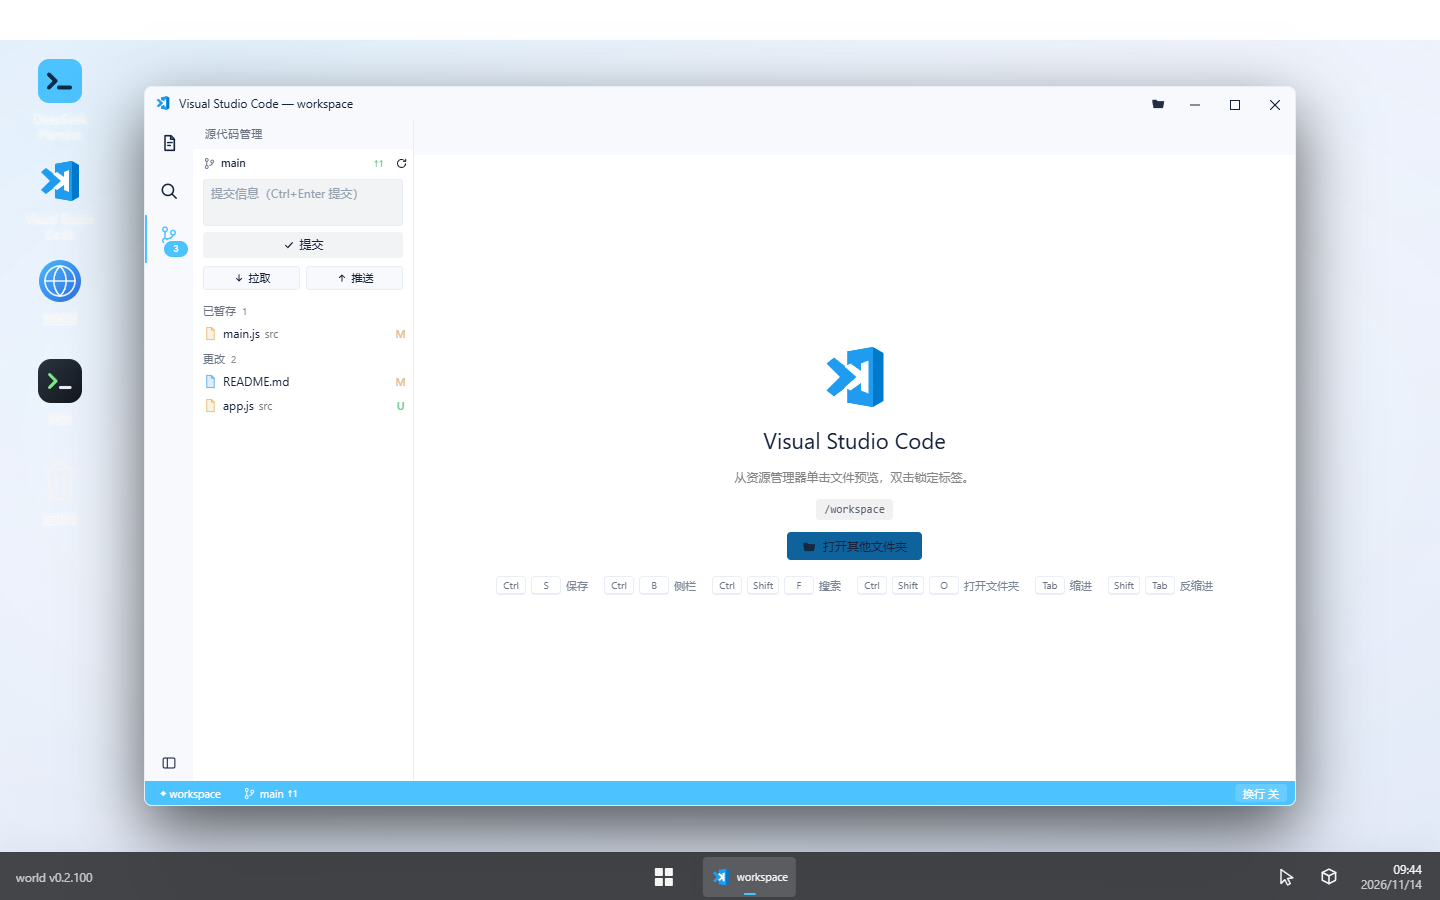 Visual Studio Code — workspace
源代码管理
main ↑1
提交信息（Ctrl+Enter 提交）
提交
拉取 推送
已暂存 1
main.js src M
更改 2
README.md M
app.js src U
3
Visual Studio Code
从资源管理器单击文件预览，双击锁定标签。
/workspace
打开其他文件夹
Ctrl S 保存 Ctrl B 侧栏 Ctrl Shift F 搜索 Ctrl Shift O 打开文件夹 Tab 缩进 Shift Tab 反缩进
workspace main ↑1 换行 关
world v0.2.100
workspace
09:44
2026/11/14